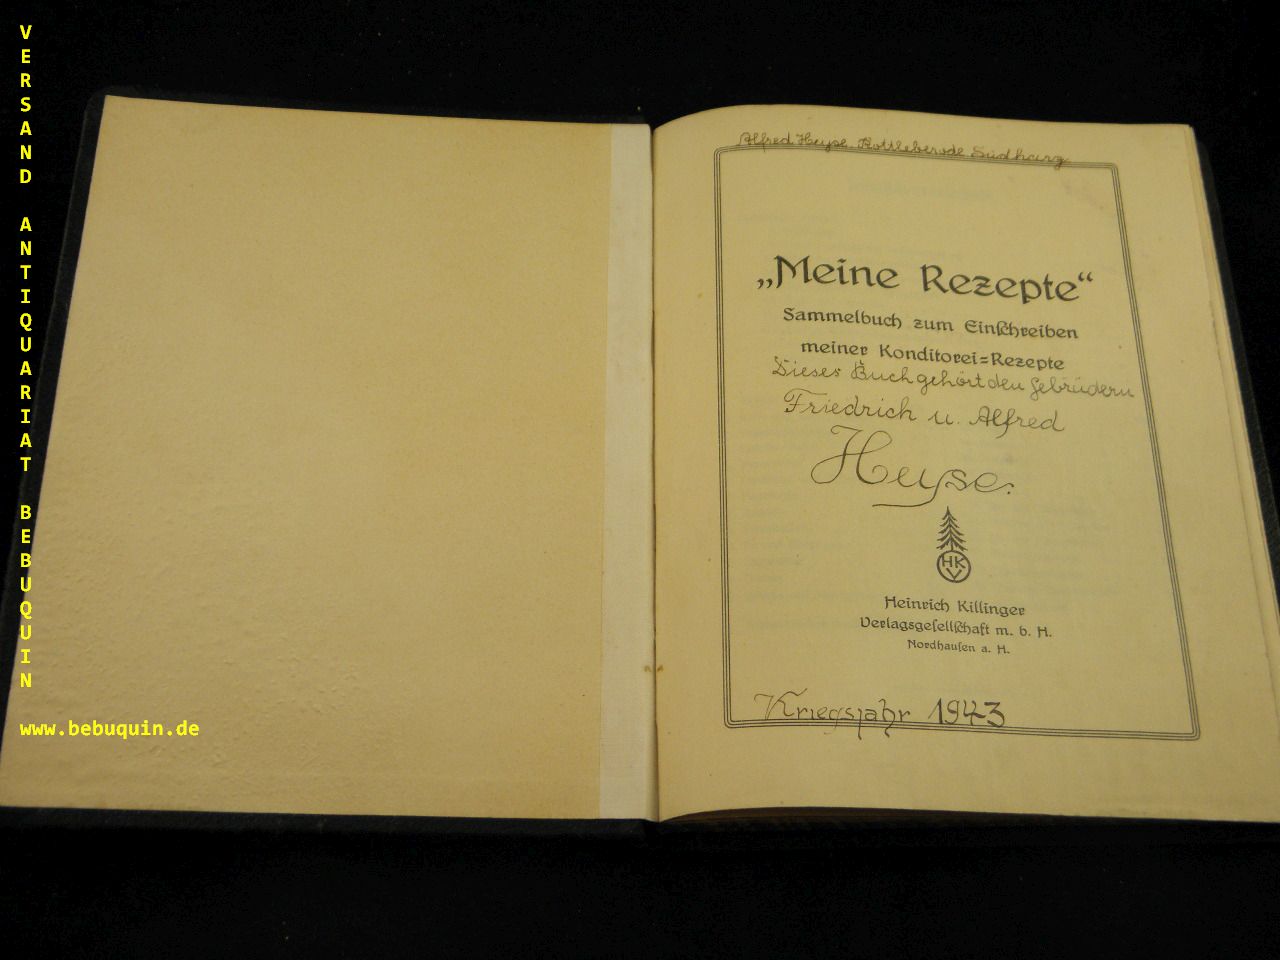 VERSAND ANTIQUARIAT BEBUQUIN
www.bebuquin.de
Alfred Heyse. Rottleberode Südharz
„Meine Rezepte“
Sammelbuch zum Einschreiben
meiner Konditorei=Rezepte
Dieses Buch gehört den Gebrüdern
Friedrich u. Alfred
Heyse.
HKV
Heinrich Killinger
Verlagsgesellschaft m. b. H.
Nordhausen a. H.
Kriegsjahr 1943